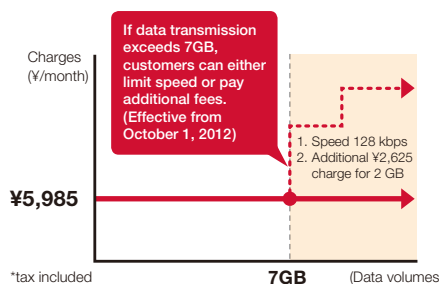 If data transmission
exceeds 7GB,
customers can either
limit speed or pay
additional fees.
(Effective from
October 1, 2012)
Charges
(¥/month)
1. Speed 128 kbps
2. Additional ¥2,625
charge for 2 GB
¥5,985
*tax included
7GB
(Data volumes